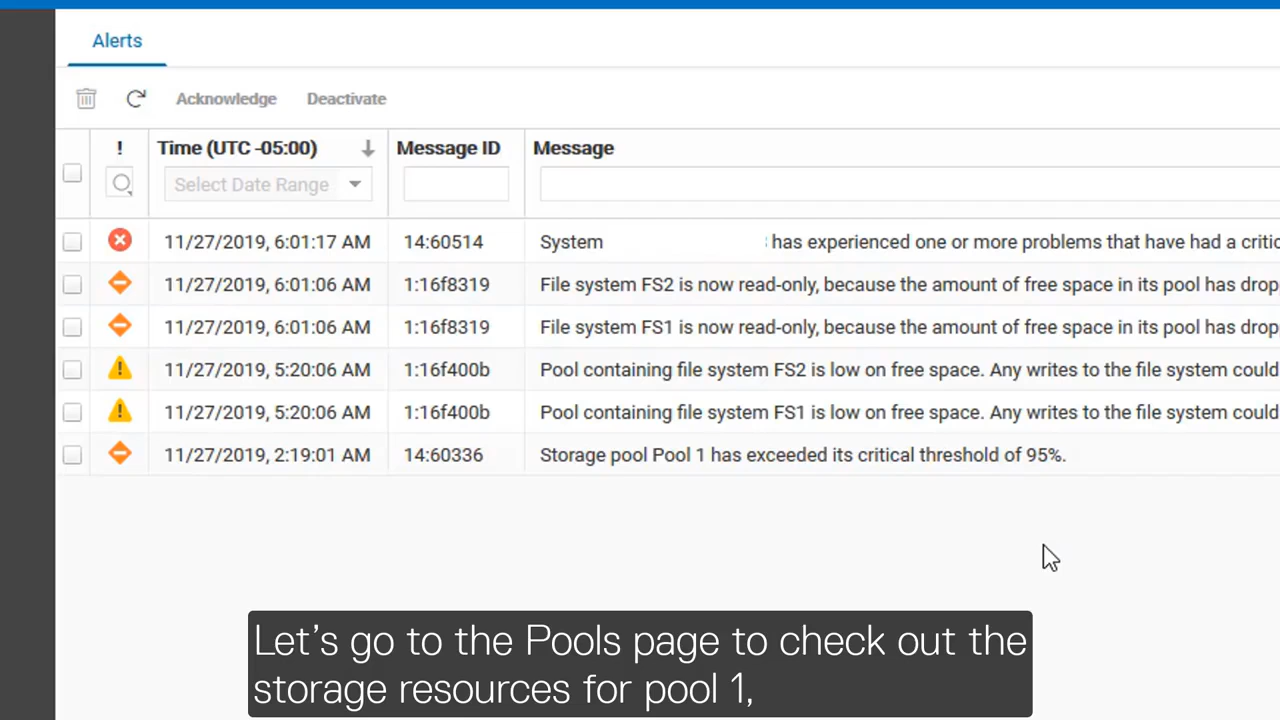 Alerts
Acknowledge Deactivate
! Time (UTC -05:00) Message ID Message
Select Date Range
11/27/2019, 6:01:17 AM 14:60514 System has experienced one or more problems that have had a critic
11/27/2019, 6:01:06 AM 1:16f8319 File system FS2 is now read-only, because the amount of free space in its pool has drop
11/27/2019, 6:01:06 AM 1:16f8319 File system FS1 is now read-only, because the amount of free space in its pool has drop
11/27/2019, 5:20:06 AM 1:16f400b Pool containing file system FS2 is low on free space. Any writes to the file system could
11/27/2019, 5:20:06 AM 1:16f400b Pool containing file system FS1 is low on free space. Any writes to the file system could
11/27/2019, 2:19:01 AM 14:60336 Storage pool Pool 1 has exceeded its critical threshold of 95%.
Let's go to the Pools page to check out the
storage resources for pool 1,